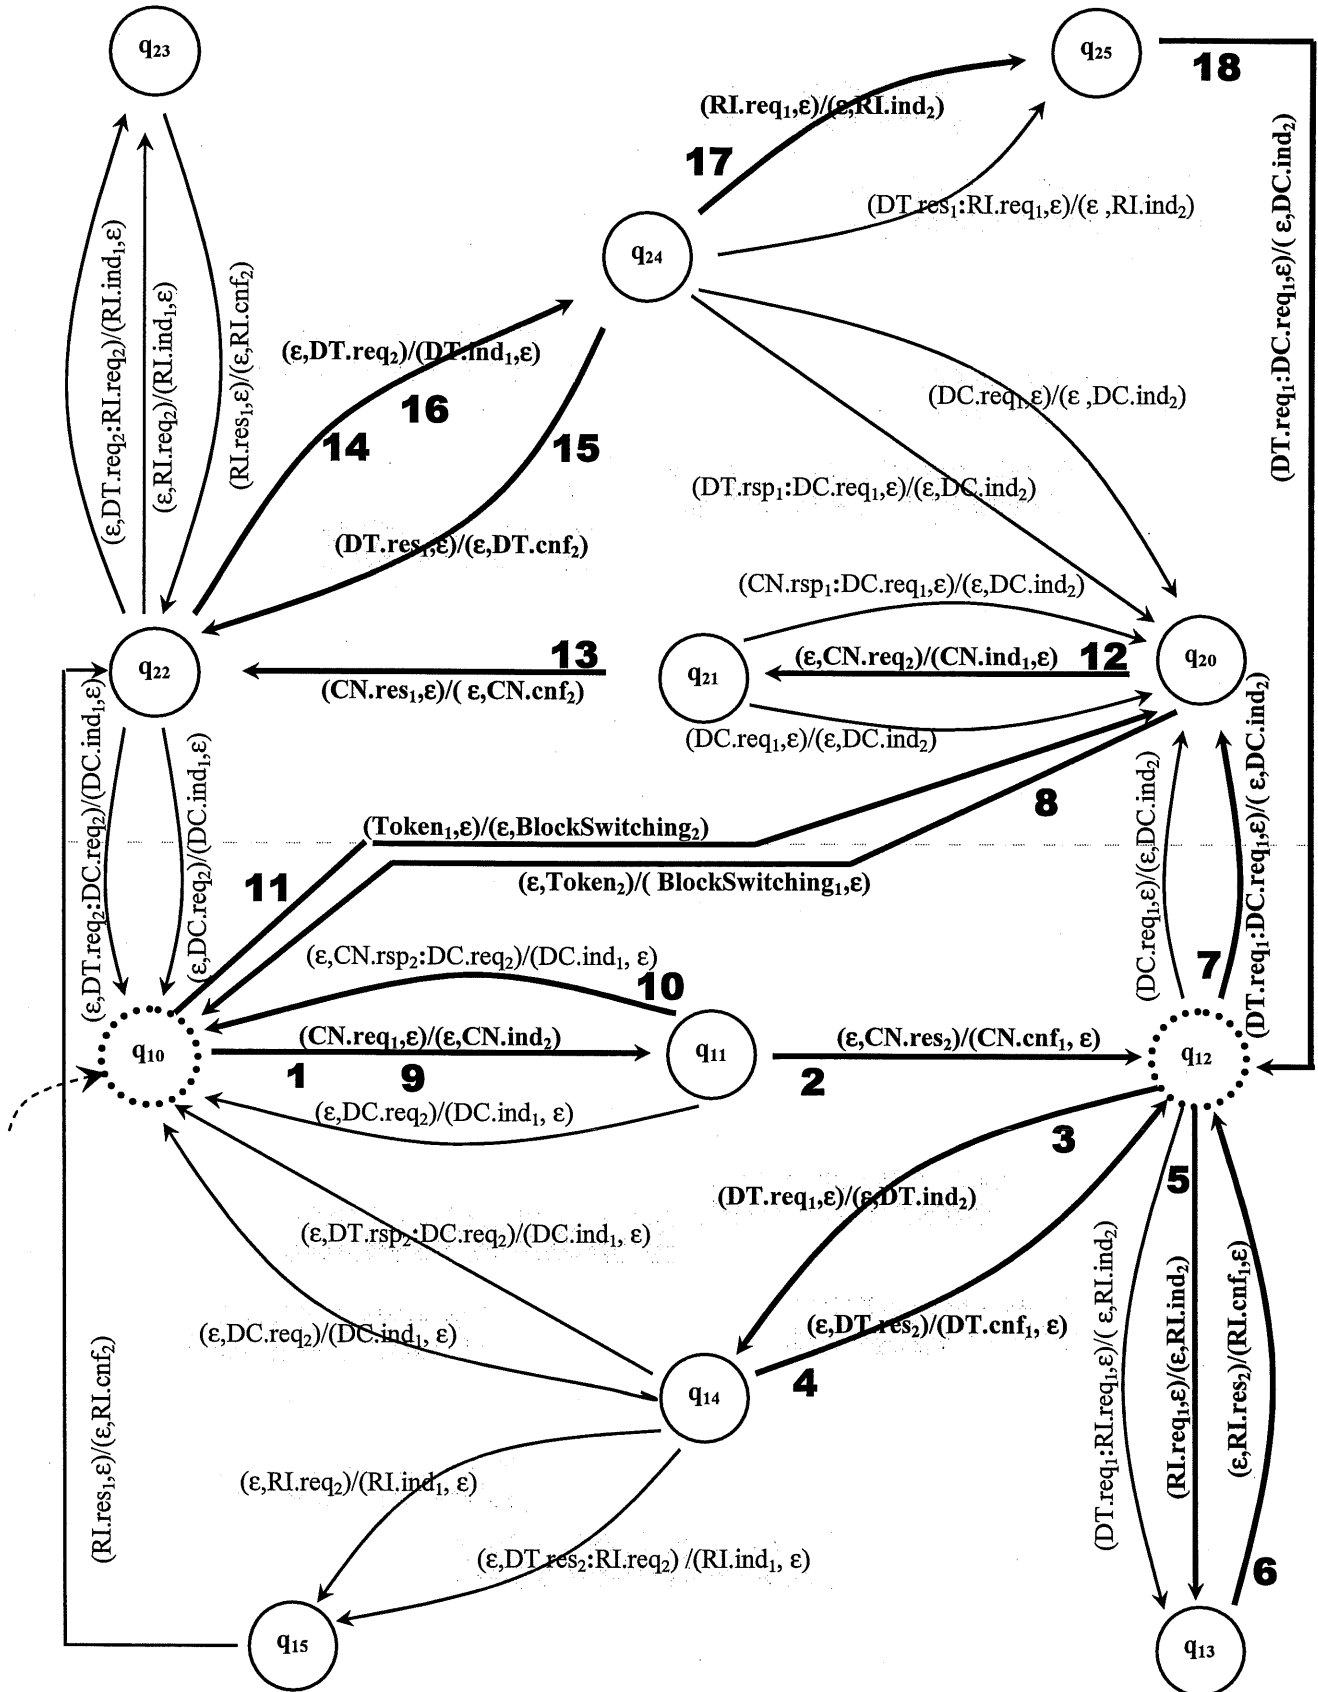 q₂₃
q₂₅
18
(RI.req₁,ε)/(ε,RI.ind₂)
17
(DT.res₁:RI.req₁,ε)/(ε ,RI.ind₂)
(DT.req₁:DC.req₁,ε)/( ε,DC.ind₂)
q₂₄
(ε,DT.req₂:RI.req₂)/(RI.ind₁,ε)
(ε,RI.req₂)/(RI.ind₁,ε)
(RI.res₁,ε)/(ε,RI.cnf₂)
(ε,DT.req₂)/(DT.ind₁,ε)
16
14
15
(DC.req₁,ε)/(ε ,DC.ind₂)
(DT.rsp₁:DC.req₁,ε)/(ε,DC.ind₂)
(DT.res₁,ε)/(ε,DT.cnf₂)
(CN.rsp₁:DC.req₁,ε)/(ε,DC.ind₂)
q₂₂
13
(CN.res₁,ε)/( ε,CN.cnf₂)
q₂₁
(ε,CN.req₂)/(CN.ind₁,ε)
12
q₂₀
(DC.req₁,ε)/(ε,DC.ind₂)
(ε,DT.req₂:DC.req₂)/(DC.ind₁,ε)
(ε,DC.req₂)/(DC.ind₁,ε)
8
(DC.req₁,ε)/(ε,DC.ind₂)
(DT.req₁:DC.req₁,ε)/( ε,DC.ind₂)
(Token₁,ε)/(ε,BlockSwitching₂)
11
(ε,Token₂)/( BlockSwitching₁,ε)
(ε,CN.rsp₂:DC.req₂)/(DC.ind₁, ε)
10
7
q₁₀
(CN.req₁,ε)/(ε,CN.ind₂)
1
9
q₁₁
(ε,CN.res₂)/(CN.cnf₁, ε)
2
q₁₂
(ε,DC.req₂)/(DC.ind₁, ε)
3
5
(DT.req₁,ε)/(ε,DT.ind₂)
(ε,DT.rsp₂:DC.req₂)/(DC.ind₁, ε)
(ε,DC.req₂)/(DC.ind₁, ε)
(ε,DT.res₂)/(DT.cnf₁, ε)
4
q₁₄
(DT.req₁:RI.req₁,ε)/( ε,RI.ind₂)
(RI.req₁,ε)/(ε,RI.ind₂)
(ε,RI.res₂)/(RI.cnf₁,ε)
(RI.res₁,ε)/(ε,RI.cnf₂)
(ε,RI.req₂)/(RI.ind₁, ε)
(ε,DT.res₂:RI.req₂) /(RI.ind₁, ε)
6
q₁₅
q₁₃